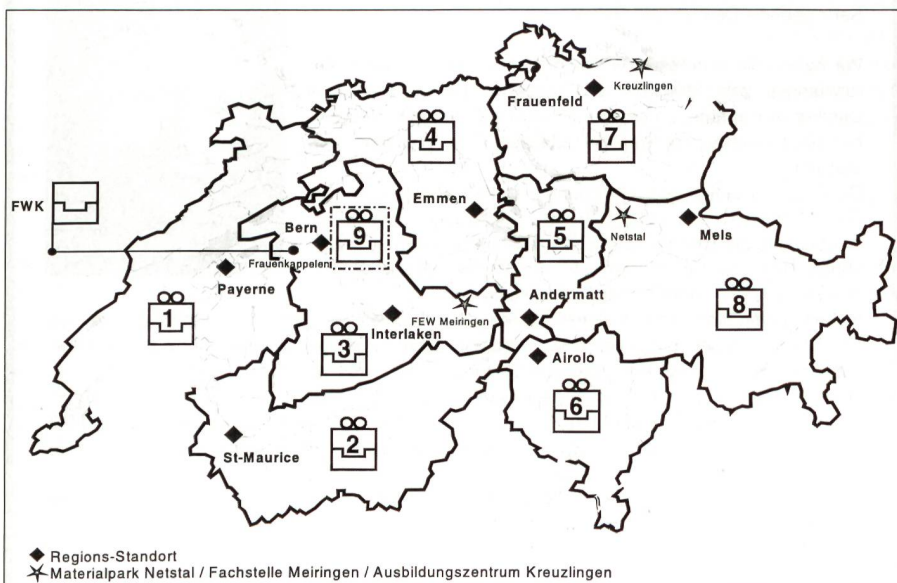 Kreuzlingen
Frauenfeld
7
4
FWK
Emmen
Bern
9
5
Netstal
Mels
Frauenkappelen
Payerne
Andermatt
8
1
Interlaken
FEW Meiringen
3
Airolo
6
2
St-Maurice
Regions-Standort
Materialpark Netstal / Fachstelle Meiringen / Ausbildungszentrum Kreuzlingen